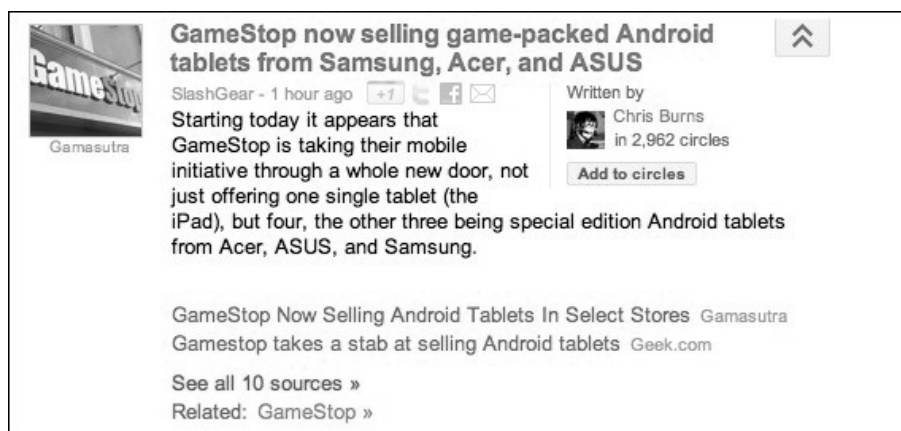 GameStop now selling game-packed Android
tablets from Samsung, Acer, and ASUS
SlashGear - 1 hour ago +1
Written by
Chris Burns
in 2,962 circles
Add to circles
Starting today it appears that
GameStop is taking their mobile
initiative through a whole new door, not
just offering one single tablet (the
iPad), but four, the other three being special edition Android tablets
from Acer, ASUS, and Samsung.
GameStop
Gamasutra
GameStop Now Selling Android Tablets In Select Stores Gamasutra
Gamestop takes a stab at selling Android tablets Geek.com
See all 10 sources »
Related: GameStop »